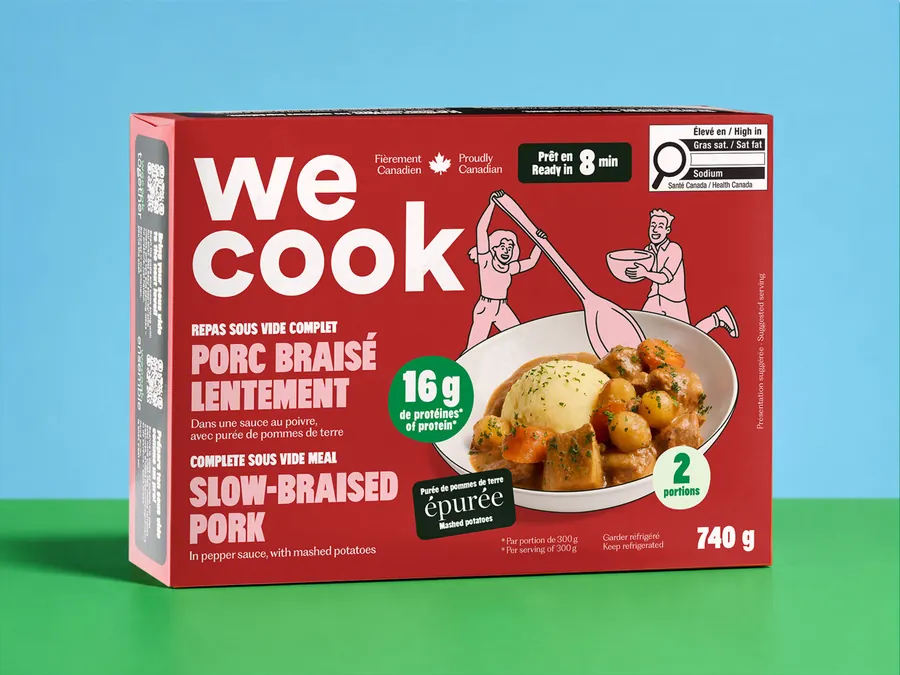 we
cook
Fièrement
Canadien
Proudly
Canadian
Prêt en
Ready in
8 min
Élevé en / High in
Gras sat. / Sat fat
Sodium
Santé Canada / Health Canada
REPAS SOUS VIDE COMPLET
PORC BRAISÉ
LENTEMENT
Dans une sauce au poivre,
avec purée de pommes de terre
16 g
de protéines*
of protein*
COMPLETE SOUS VIDE MEAL
SLOW-BRAISED
PORK
In pepper sauce, with mashed potatoes
Purée de pommes de terre
épurée
Mashed potatoes
2
portions
* Par portion de 300 g
* Per serving of 300 g
Garder réfrigéré
Keep refrigerated
740 g
Présentation suggérée · Suggested serving
together
ensemble